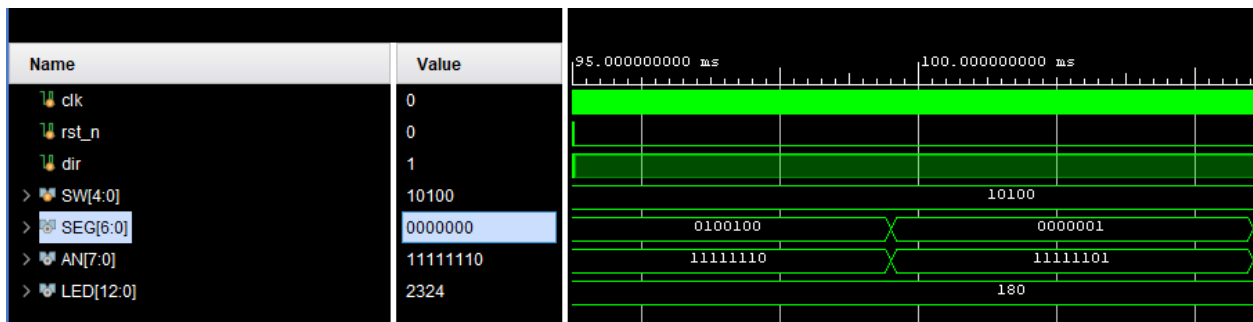 Name Value 95.000000000 ms 100.000000000 ms
clk 0
rst_n 0
dir 1
SW[4:0] 10100 10100
SEG[6:0] 0000000 0100100 0000001
AN[7:0] 11111110 11111110 11111101
LED[12:0] 2324 180